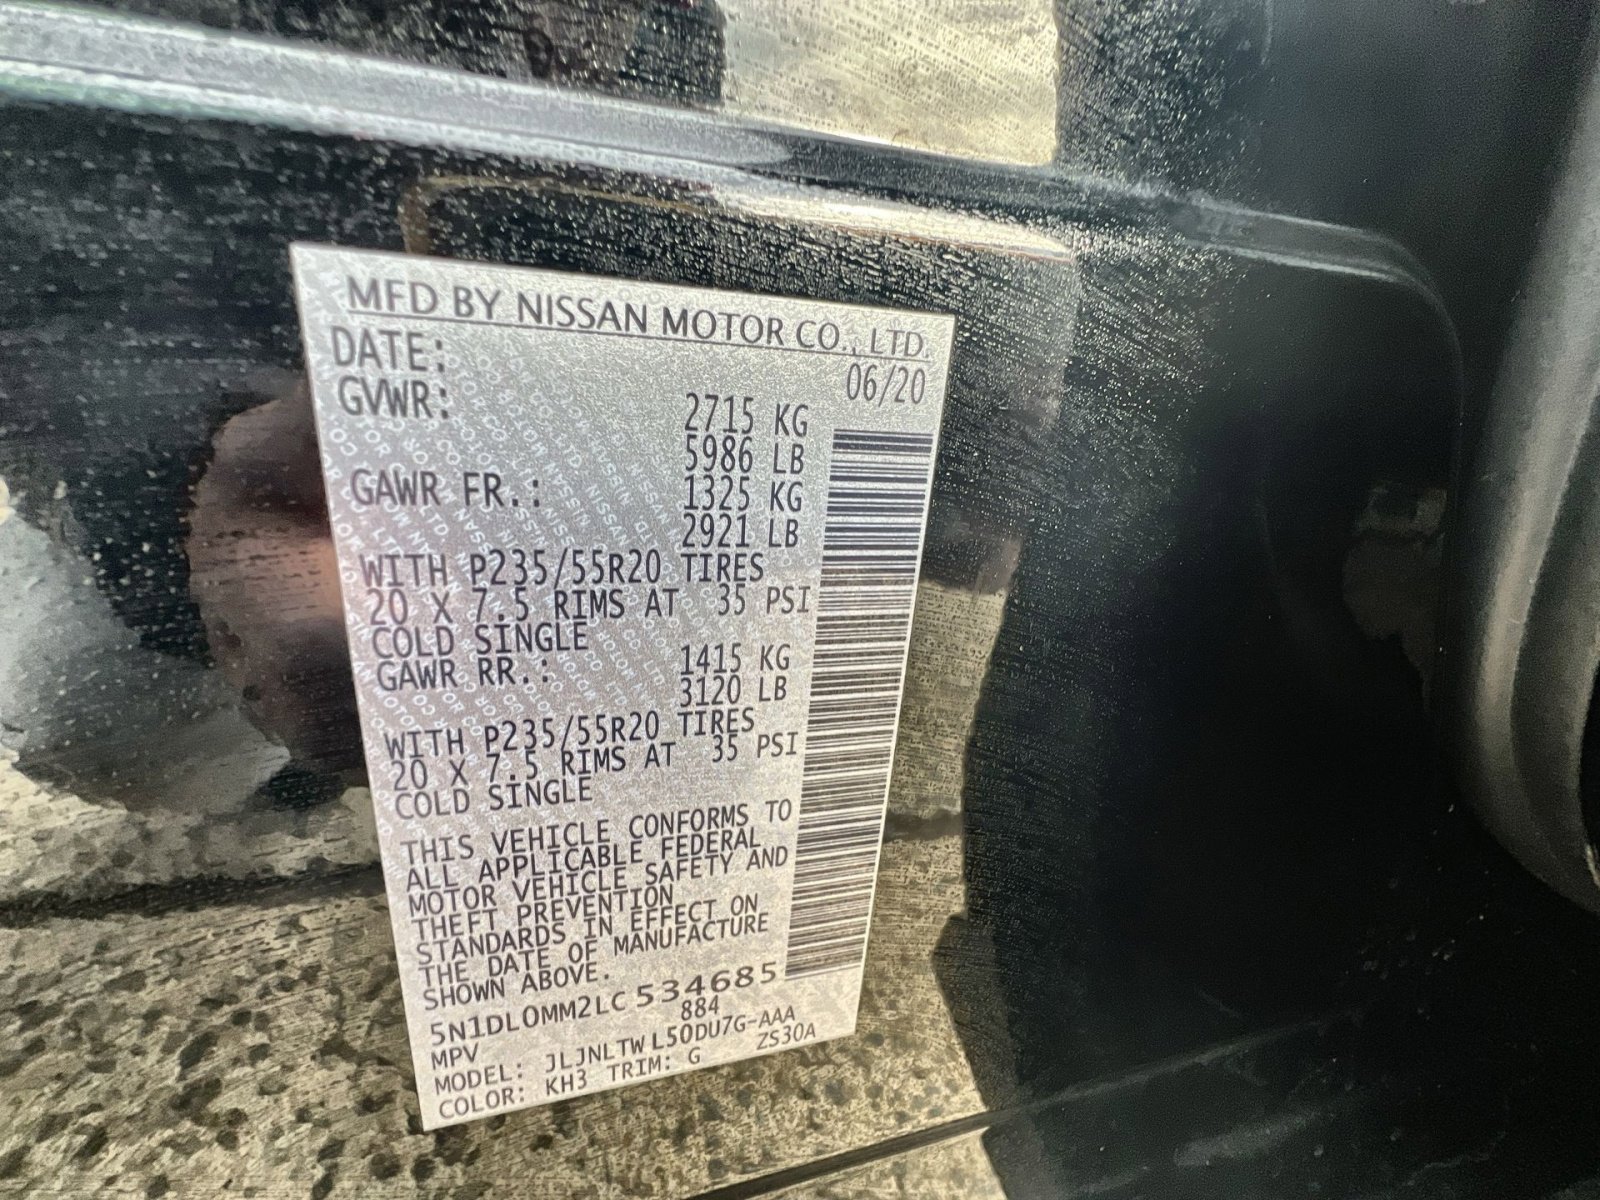 MFD BY NISSAN MOTOR CO., LTD.
DATE: 06/20
GVWR: 2715 KG
5986 LB
GAWR FR.: 1325 KG
2921 LB
WITH P235/55R20 TIRES
20 X 7.5 RIMS AT 35 PSI
COLD SINGLE
GAWR RR.: 1415 KG
3120 LB
WITH P235/55R20 TIRES
20 X 7.5 RIMS AT 35 PSI
COLD SINGLE
THIS VEHICLE CONFORMS TO
ALL APPLICABLE FEDERAL
MOTOR VEHICLE SAFETY AND
THEFT PREVENTION
STANDARDS IN EFFECT ON
THE DATE OF MANUFACTURE
SHOWN ABOVE.
5N1DL0MM2LC534685
MPV 884
MODEL: JLJNLTWL50DU7G-AAA
COLOR: KH3 TRIM: G ZS30A